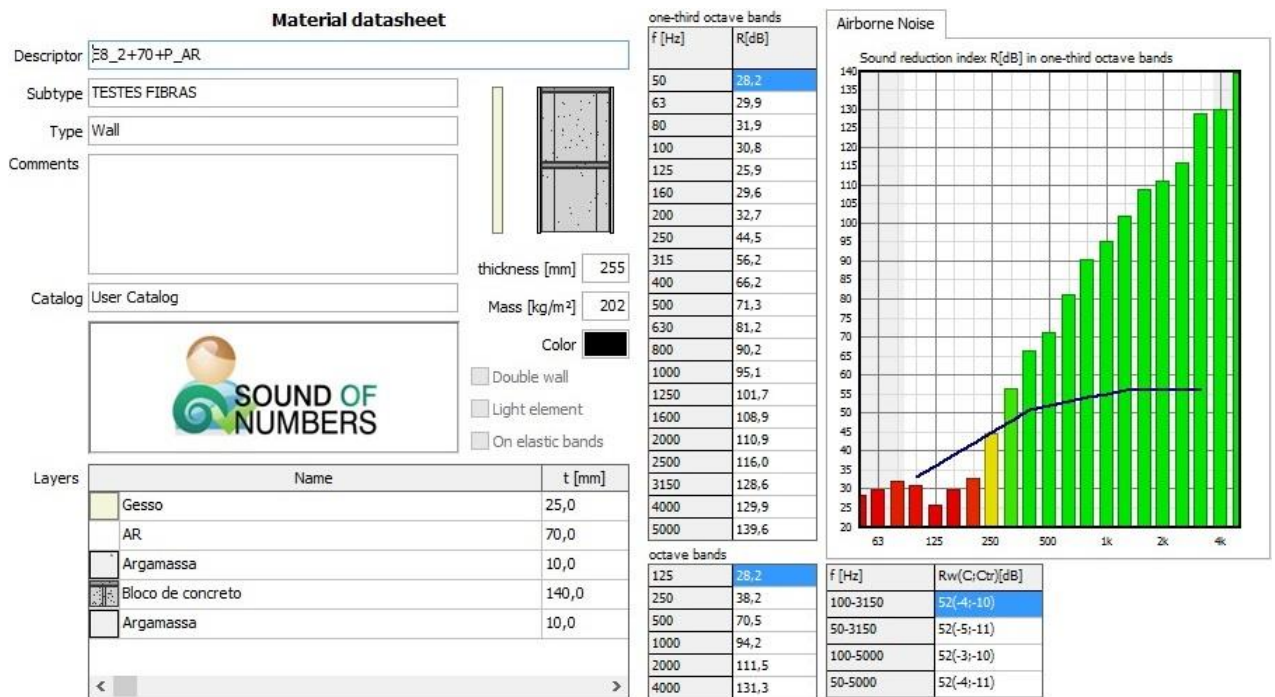 Material datasheet
Descriptor E8_2+70+P_AR
Subtype TESTES FIBRAS
Type Wall
Comments
thickness [mm] 255
Catalog User Catalog
Mass [kg/m²] 202
Color
SOUND OF
NUMBERS
Double wall
Light element
On elastic bands
Layers Name t [mm]
Gesso 25,0
AR 70,0
Argamassa 10,0
Bloco de concreto 140,0
Argamassa 10,0
one-third octave bands
f [Hz] R[dB]
50 28,2
63 29,9
80 31,9
100 30,8
125 25,9
160 29,6
200 32,7
250 44,5
315 56,2
400 66,2
500 71,3
630 81,2
800 90,2
1000 95,1
1250 101,7
1600 108,9
2000 110,9
2500 116,0
3150 128,6
4000 129,9
5000 139,6
octave bands
125 28,2
250 38,2
500 70,5
1000 94,2
2000 111,5
4000 131,3
Airborne Noise
Sound reduction index R[dB] in one-third octave bands
140
135
130
125
120
115
110
105
100
95
90
85
80
75
70
65
60
55
50
45
40
35
30
25
20
63 125 250 500 1k 2k 4k
f [Hz] Rw(C;Ctr)[dB]
100-3150 52(-4;-10)
50-3150 52(-5;-11)
100-5000 52(-3;-10)
50-5000 52(-4;-11)